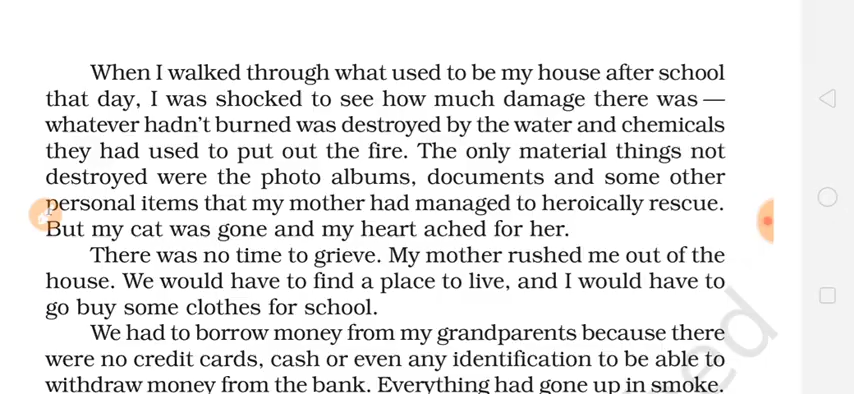 When I walked through what used to be my house after school
that day, I was shocked to see how much damage there was —
whatever hadn't burned was destroyed by the water and chemicals
they had used to put out the fire. The only material things not
destroyed were the photo albums, documents and some other
personal items that my mother had managed to heroically rescue.
But my cat was gone and my heart ached for her.
There was no time to grieve. My mother rushed me out of the
house. We would have to find a place to live, and I would have to
go buy some clothes for school.
We had to borrow money from my grandparents because there
were no credit cards, cash or even any identification to be able to
withdraw money from the bank. Everything had gone up in smoke.